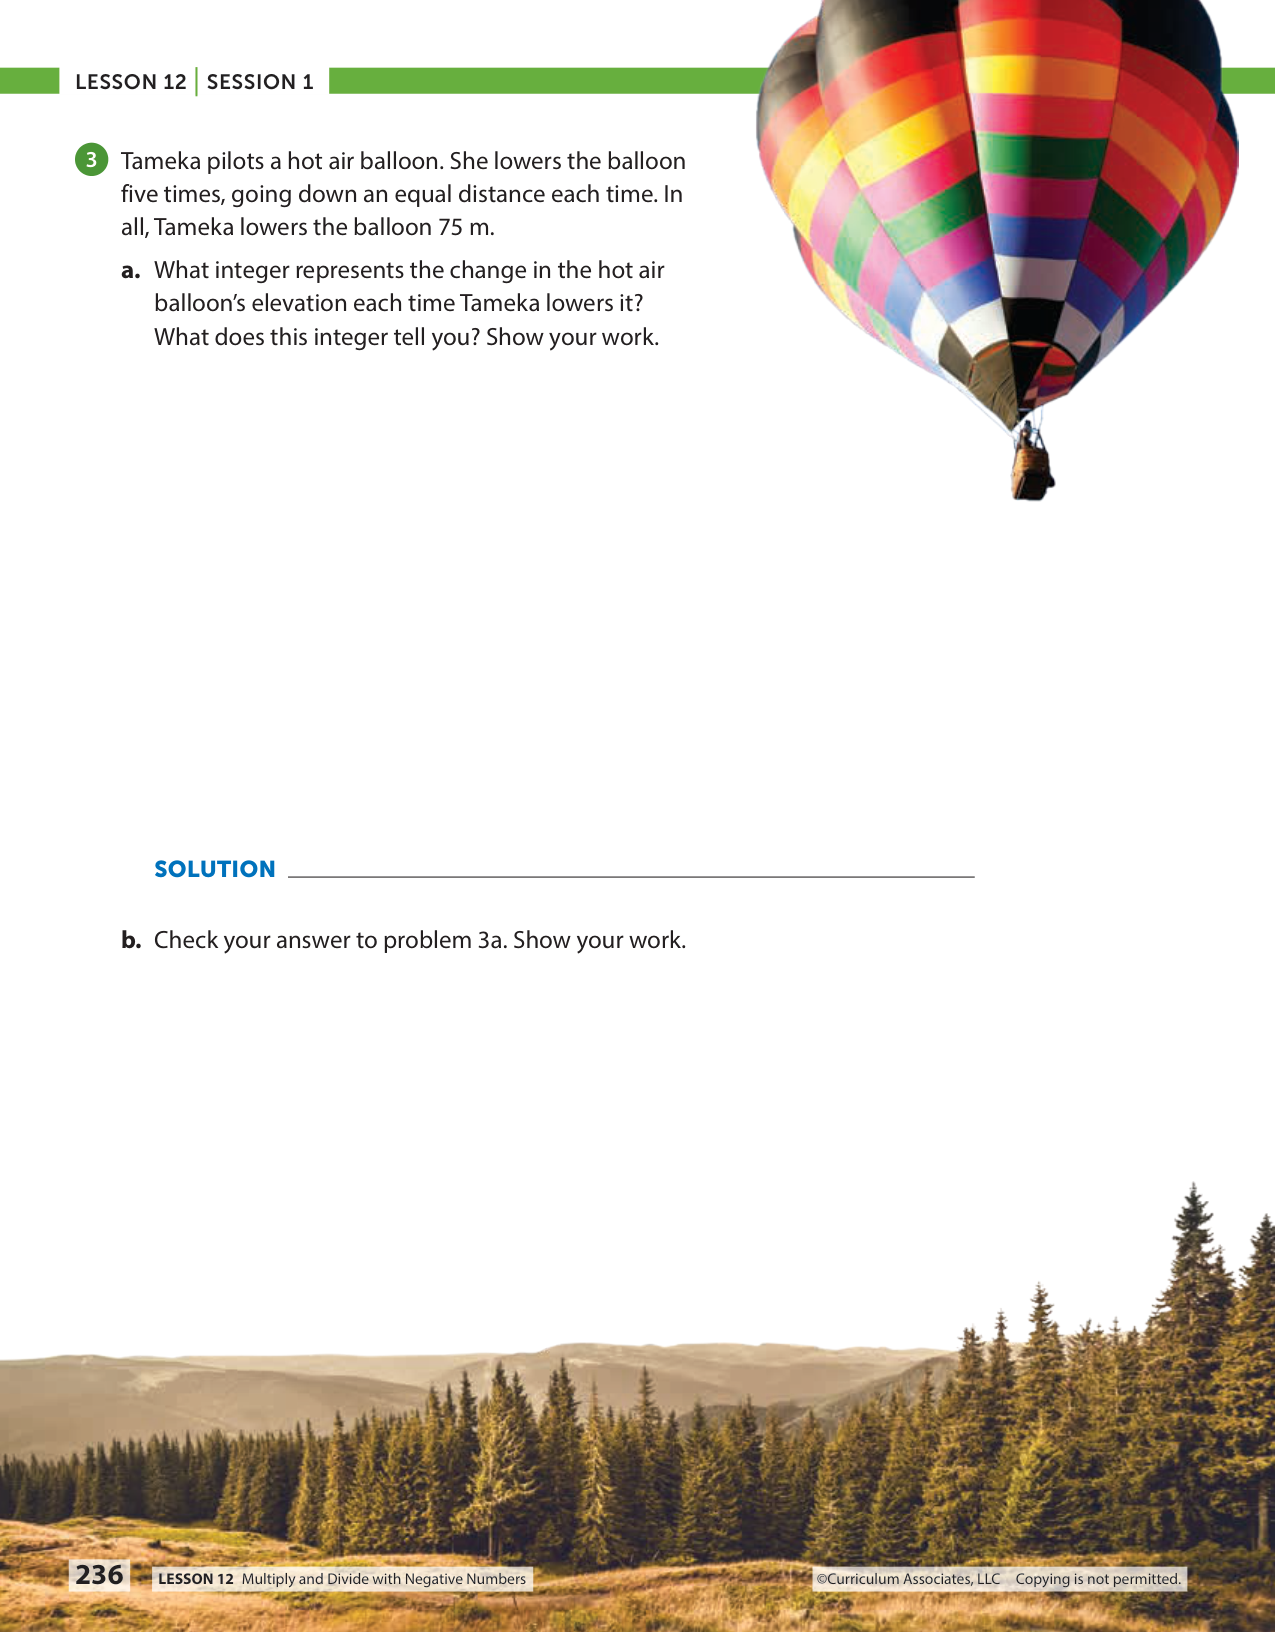 LESSON 12 | SESSION 1
3 Tameka pilots a hot air balloon. She lowers the balloon
five times, going down an equal distance each time. In
all, Tameka lowers the balloon 75 m.
a. What integer represents the change in the hot air
balloon’s elevation each time Tameka lowers it?
What does this integer tell you? Show your work.
SOLUTION
b. Check your answer to problem 3a. Show your work.
236 LESSON 12 Multiply and Divide with Negative Numbers ©Curriculum Associates, LLC Copying is not permitted.